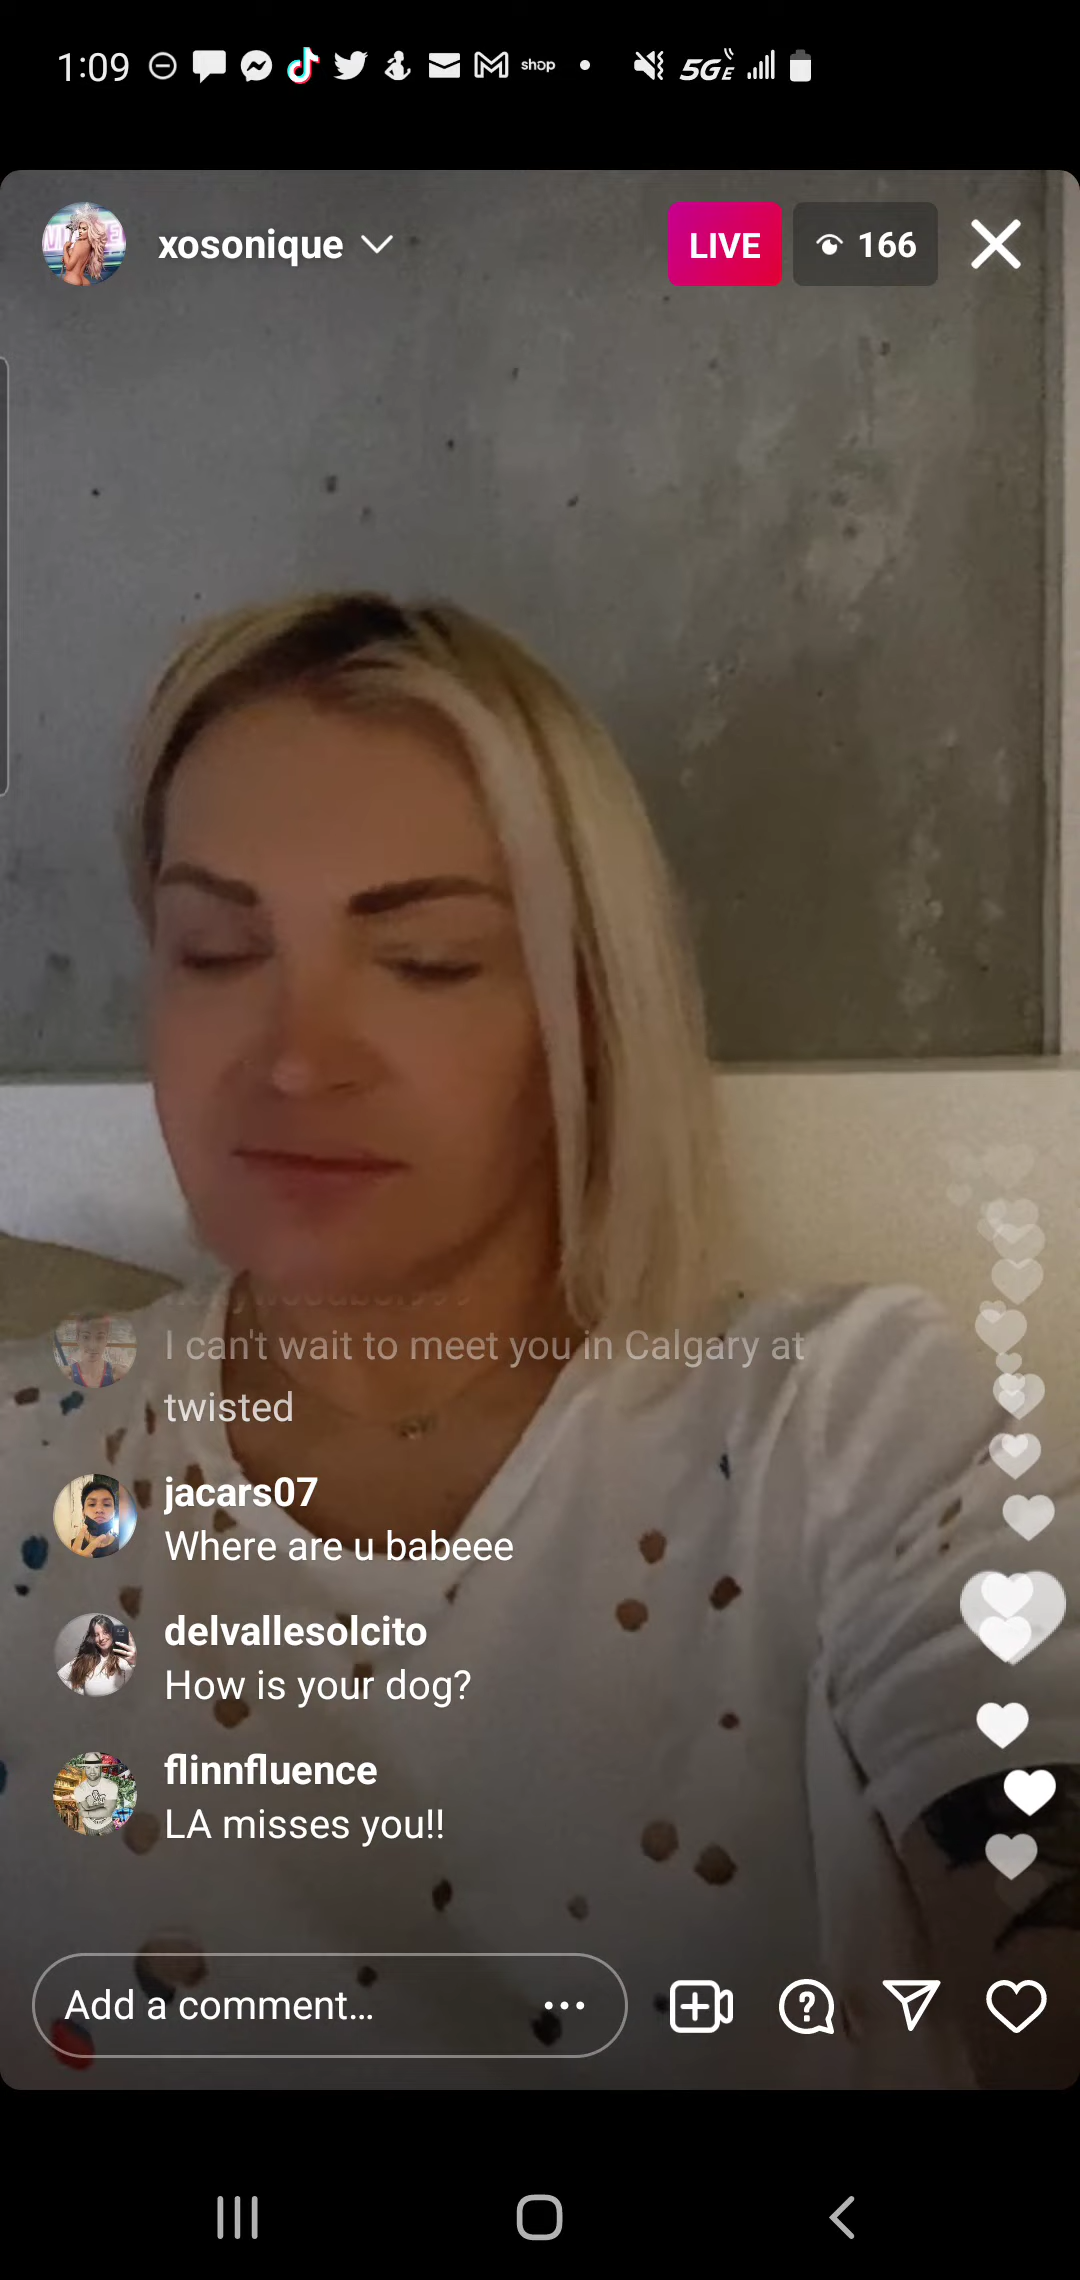 1:09
shop
5GE
xosonique
LIVE
166
I can't wait to meet you in Calgary at
twisted
jacars07
Where are u babeee
delvallesolcito
How is your dog?
flinnfluence
LA misses you!!
Add a comment...